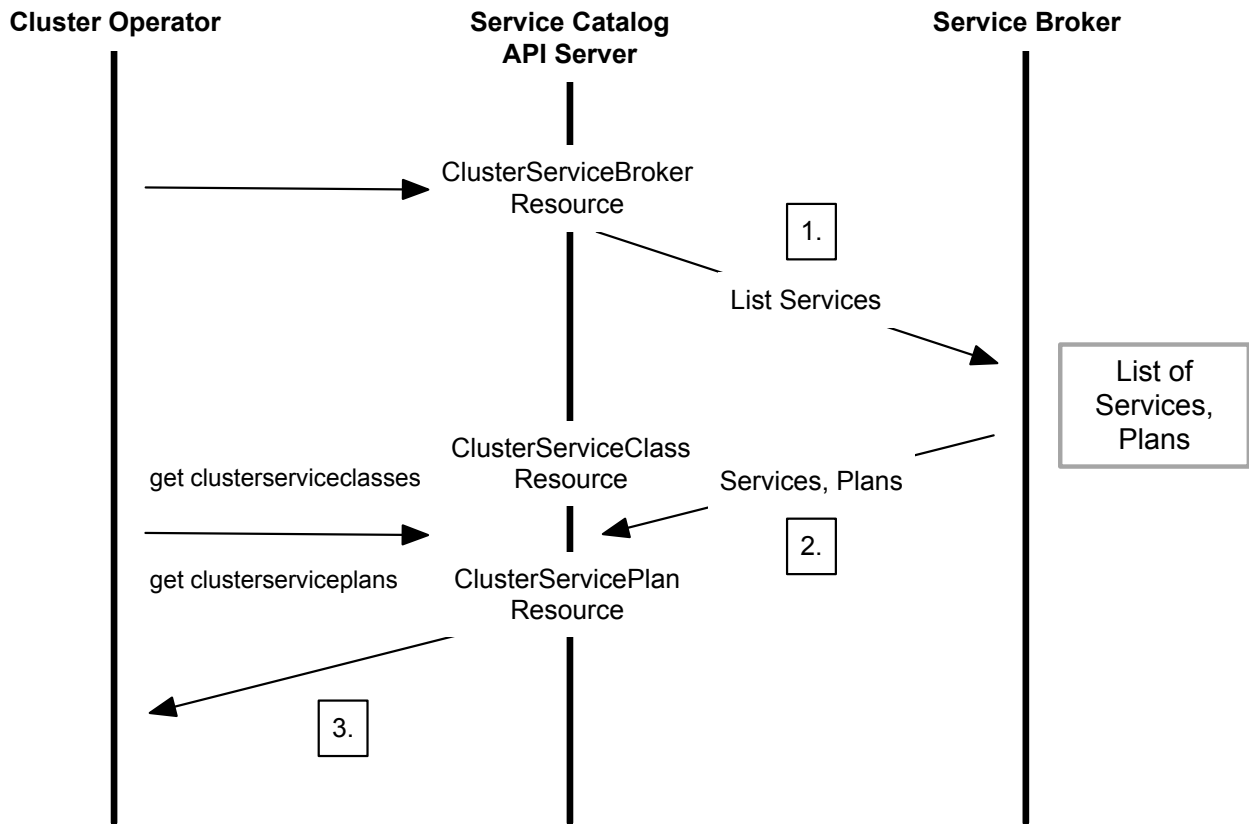 Cluster Operator
Service Catalog
API Server
Service Broker
ClusterServiceBroker
Resource
1.
List Services
List of
Services,
Plans
ClusterServiceClass
Resource
get clusterserviceclasses
Services, Plans
2.
get clusterserviceplans
ClusterServicePlan
Resource
3.